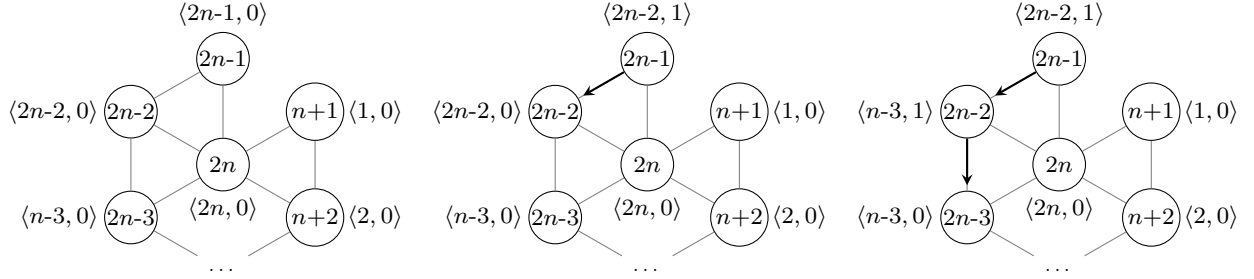 ⟨2n-1, 0⟩
2n-1
⟨2n-2, 0⟩ 2n-2 n+1 ⟨1, 0⟩
2n
⟨n-3, 0⟩ 2n-3 ⟨2n, 0⟩ n+2 ⟨2, 0⟩
...
⟨2n-2, 1⟩
2n-1
⟨2n-2, 0⟩ 2n-2 n+1 ⟨1, 0⟩
2n
⟨n-3, 0⟩ 2n-3 ⟨2n, 0⟩ n+2 ⟨2, 0⟩
...
⟨2n-2, 1⟩
2n-1
⟨n-3, 1⟩ 2n-2 n+1 ⟨1, 0⟩
2n
⟨n-3, 0⟩ 2n-3 ⟨2n, 0⟩ n+2 ⟨2, 0⟩
...